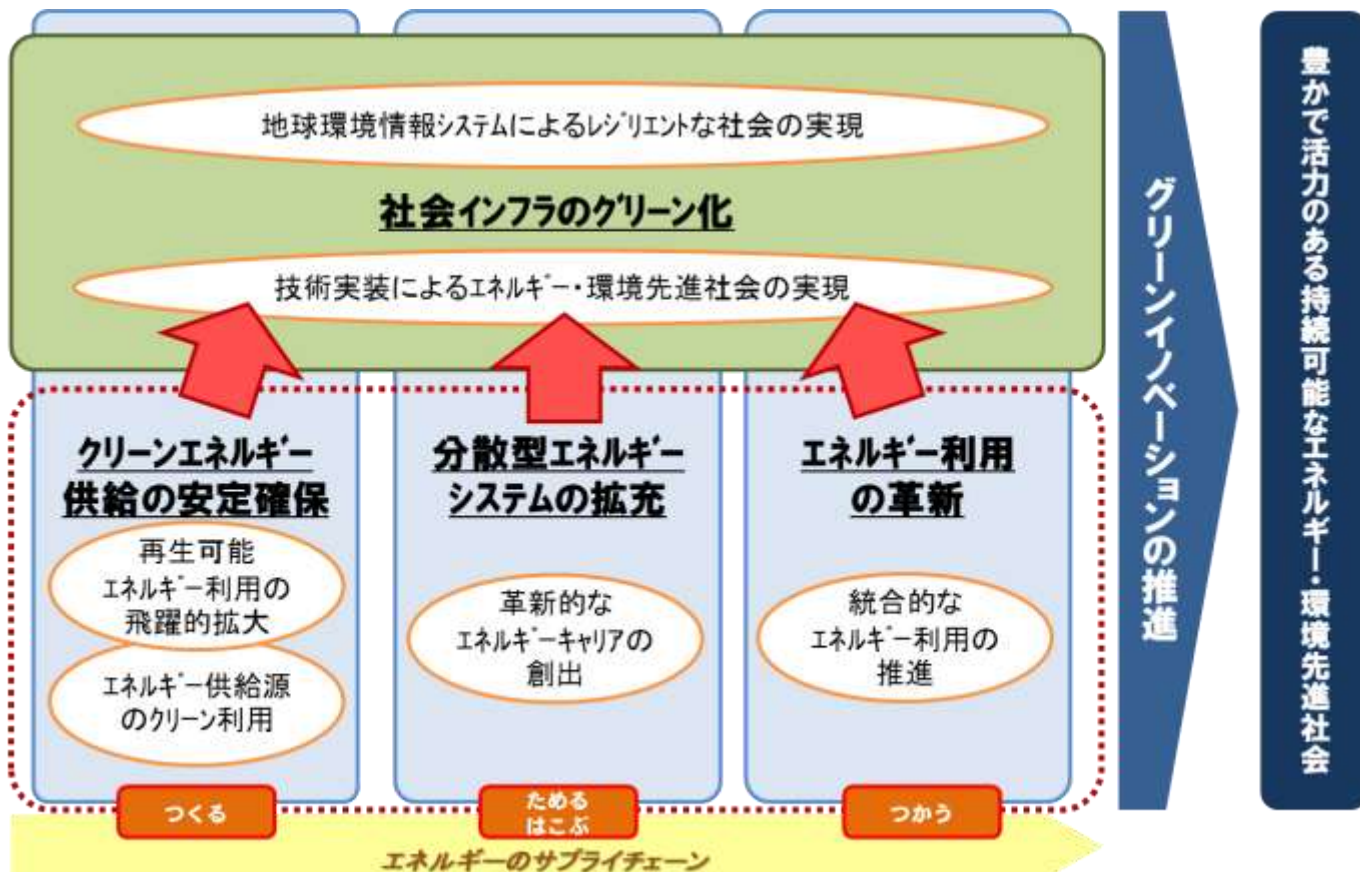 地球環境情報システムによるレジリエントな社会の実現
社会インフラのグリーン化
技術実装によるエネルギー・環境先進社会の実現
クリーンエネルギー
供給の安定確保
再生可能
エネルギー利用の
飛躍的拡大
エネルギー供給源
のクリーン利用
つくる
分散型エネルギー
システムの拡充
革新的な
エネルギーキャリアの
創出
ためる
はこぶ
エネルギー利用
の革新
統合的な
エネルギー利用の
推進
つかう
エネルギーのサプライチェーン
グリーンイノベーションの推進
豊かで活力のある持続可能なエネルギー・環境先進社会